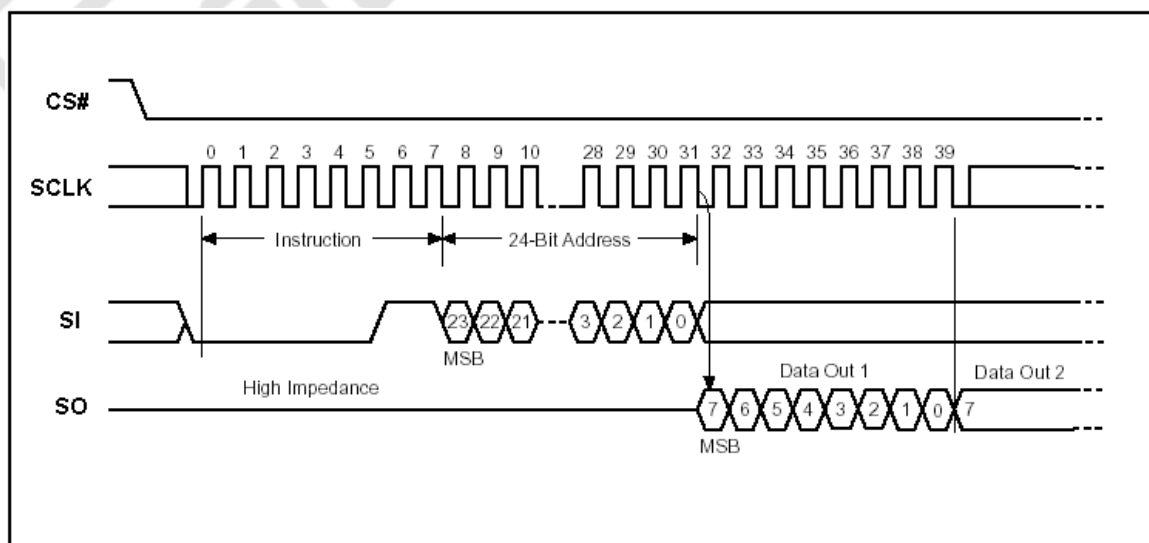 CS#
0 1 2 3 4 5 6 7 8 9 10 28 29 30 31 32 33 34 35 36 37 38 39
SCLK
Instruction 24-Bit Address
SI 23 22 21 3 2 1 0
MSB
High Impedance Data Out 1 Data Out 2
SO 7 6 5 4 3 2 1 0 7
MSB